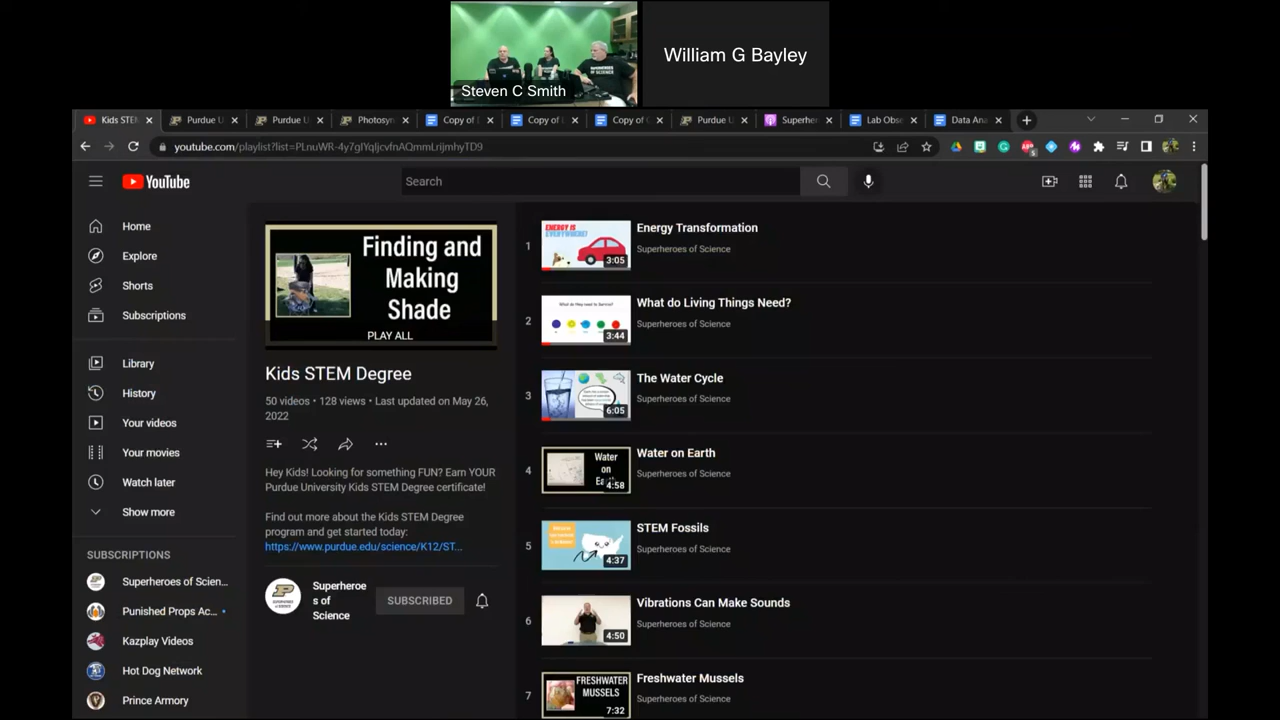 Steven C Smith
William G Bayley
Kids STEM
Purdue U
Purdue U
Photosyn
Copy of
Copy of
Copy of
Purdue U
Superhe
Lab Obse
Data Ana
youtube.com/playlist?list=PLnuWR-4y7gfYqljcvfnAQmmLrijmhyTD9
YouTube
Search
Home
Explore
Shorts
Subscriptions
Library
History
Your videos
Your movies
Watch later
Show more
SUBSCRIPTIONS
Superheroes of Scien...
Punished Props Ac...
Kazplay Videos
Hot Dog Network
Prince Armory
Finding and
Making
Shade
PLAY ALL
Kids STEM Degree
50 videos • 128 views • Last updated on May 26,
2022
Hey Kids! Looking for something FUN? Earn YOUR
Purdue University Kids STEM Degree certificate!
Find out more about the Kids STEM Degree
program and get started today:
https://www.purdue.edu/science/K12/ST...
Superheroe
s of
Science
SUBSCRIBED
1
ENERGY IS
EVERYWHERE!
3:05
Energy Transformation
Superheroes of Science
2
What do they need to Survive?
3:44
What do Living Things Need?
Superheroes of Science
3
6:05
The Water Cycle
Superheroes of Science
4
Water
on
4:58
Water on Earth
Superheroes of Science
5
4:37
STEM Fossils
Superheroes of Science
6
4:50
Vibrations Can Make Sounds
Superheroes of Science
7
FRESHWATER
MUSSELS
7:32
Freshwater Mussels
Superheroes of Science